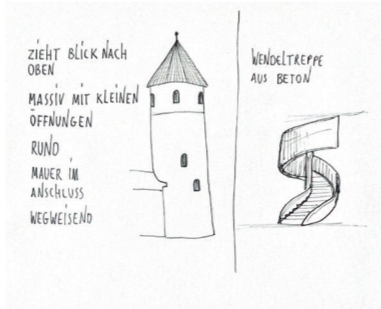 ZIEHT BLICK NACH
OBEN
MASSIV MIT KLEINEN
ÖFFNUNGEN
RUND
MAUER IM
ANSCHLUSS
WEGWEISEND
WENDELTREPPE
AUS BETON